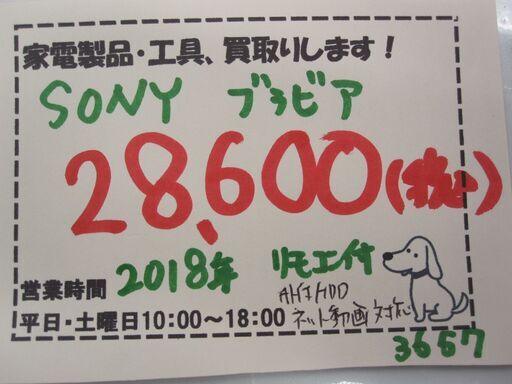 家電製品・工具、買取りします！
SONY ブラビア
28,600(税込)
営業時間 2018年 リモコン付
外付HDD
平日・土曜日10:00～18:00 ネット動画対応
3657